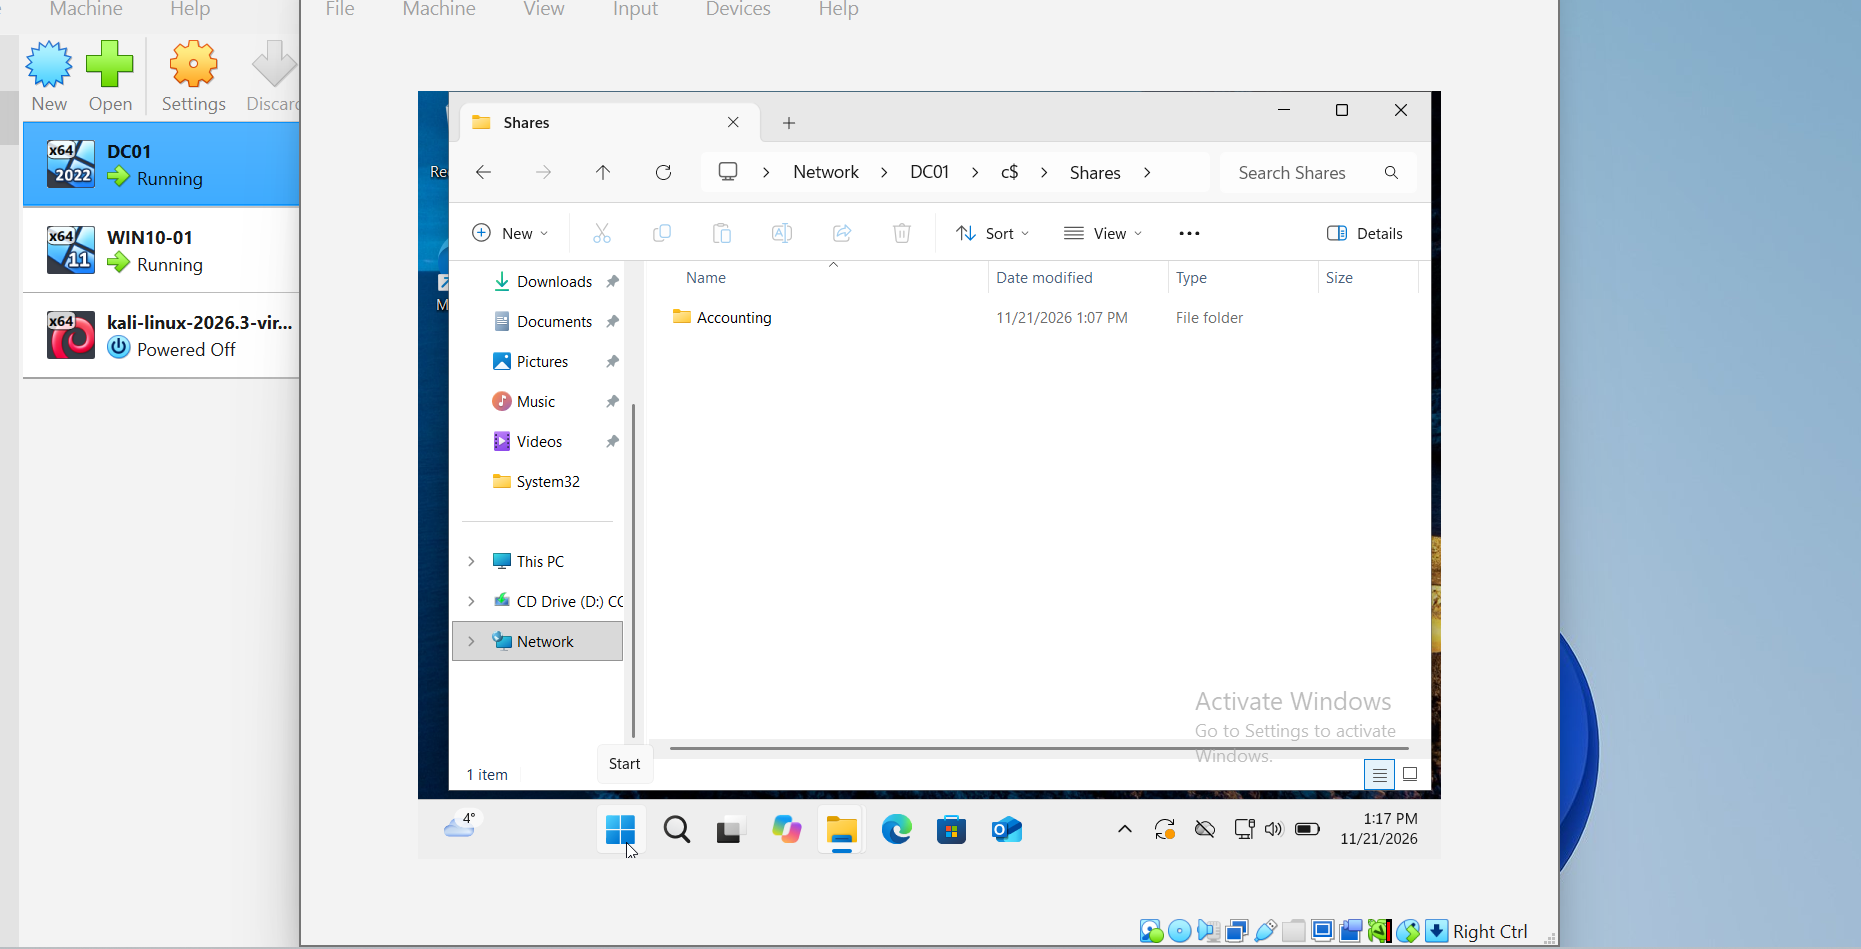 Machine Help
File Machine View Input Devices Help
New Open Settings Discard
x64 2022 DC01
Running
x64 11 WIN10-01
Running
x64 kali-linux-2026.3-vir...
Powered Off
Shares
Network DC01 c$ Shares
Search Shares
New Sort View Details
Name Date modified Type Size
Accounting 11/21/2026 1:07 PM File folder
Downloads
Documents
Pictures
Music
Videos
System32
This PC
CD Drive (D:) CC
Network
Activate Windows
Go to Settings to activate
Windows.
1 item
Start
4°
1:17 PM
11/21/2026
Right Ctrl